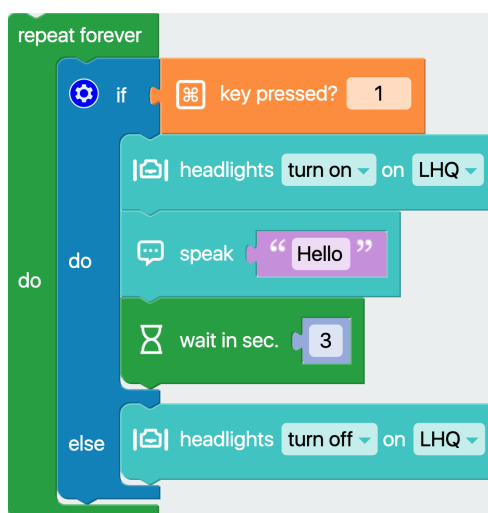 repeat forever
if key pressed? 1
headlights turn on on LHQ
do
do speak “ Hello ”
wait in sec. 3
else headlights turn off on LHQ